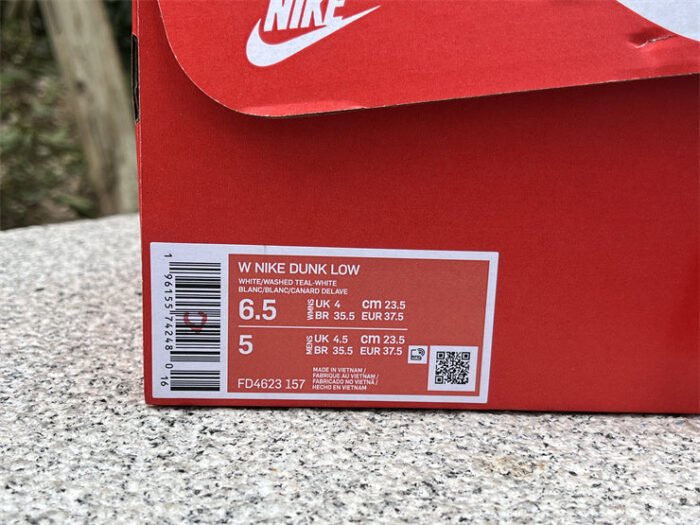 NIKE
W NIKE DUNK LOW
WHITE/WASHED TEAL-WHITE
BLANC/BLANC/CANARD DELAVE
6.5 WMNS UK 4 cm 23.5
BR 35.5 EUR 37.5
5 MENS UK 4.5 cm 23.5
BR 35.5 EUR 37.5
MADE IN VIETNAM /
FABRIQUE AU VIETNAM /
FABRICADO NO VIETNÃ /
HECHO EN VIETNAM
FD4623 157
1 96155 74248 0 16